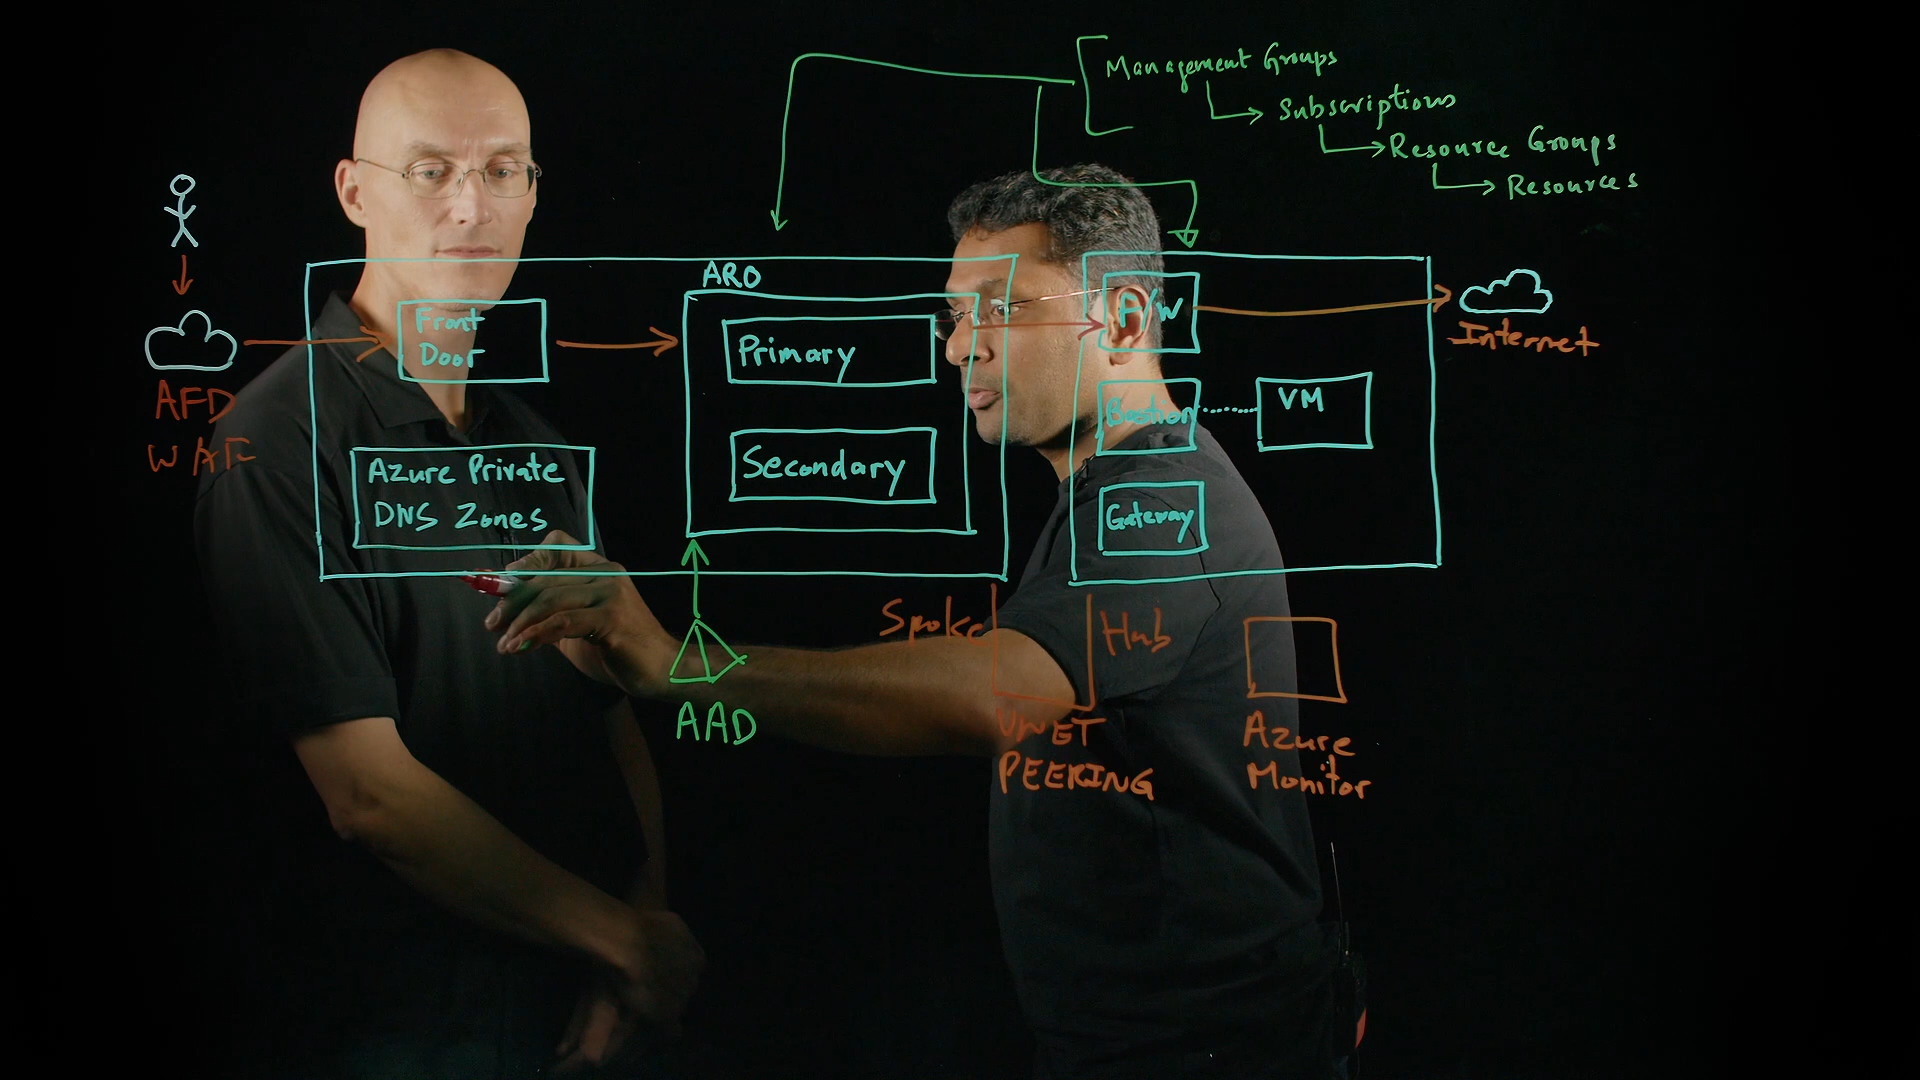 Management Groups
Subscriptions
Resource Groups
Resources
ARO
Front
Door
Primary
F/W
Internet
AFD
WAF
Bastion
VM
Azure Private
DNS Zones
Secondary
Gateway
Spoke
Hub
AAD
VNET
PEERING
Azure
Monitor